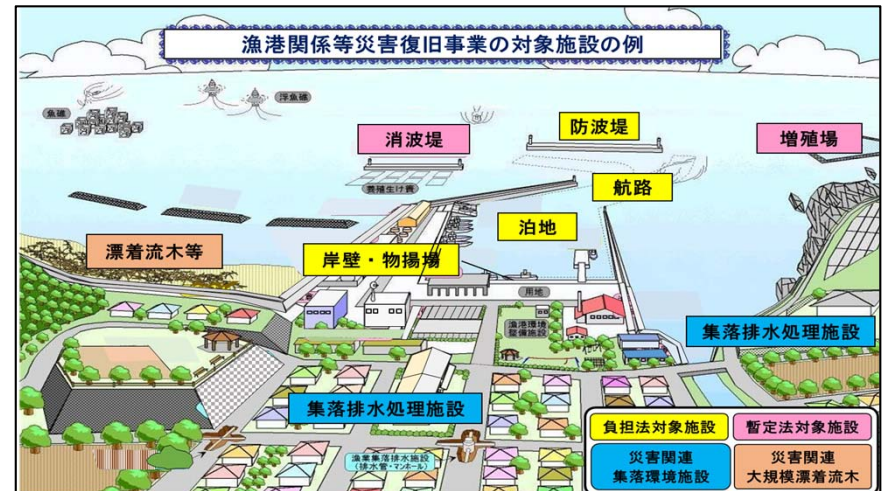 漁港関係等災害復旧事業の対象施設の例
浮魚礁
魚礁
消波堤
防波堤
増殖場
養殖生け簀
航路
泊地
漂着流木等
岸壁・物揚場
用地
漁港環境
整備施設
集落排水処理施設
集落排水処理施設
漁業集落排水施設
(排水管・マンホール)
負担法対象施設
暫定法対象施設
災害関連
集落環境施設
災害関連
大規模漂着流木